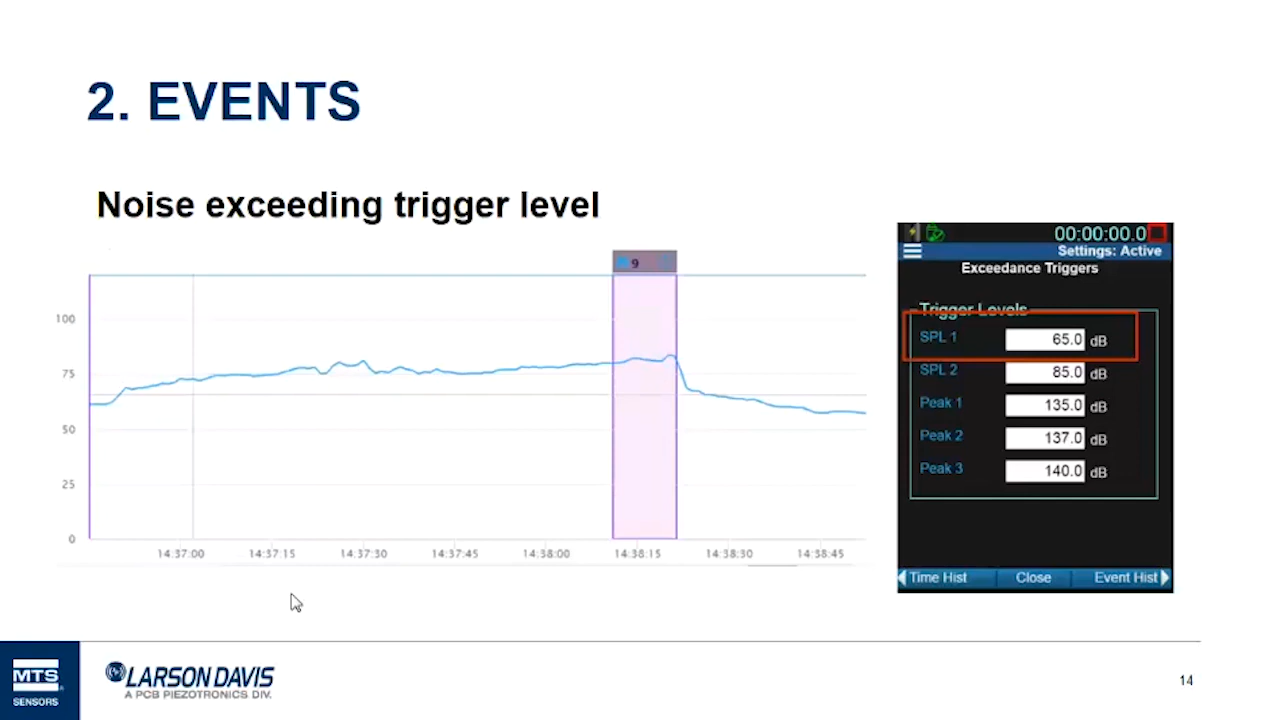 2. EVENTS
Noise exceeding trigger level
9
100
75
50
25
0
14:37:00 14:37:15 14:37:30 14:37:45 14:38:00 14:38:15 14:38:30 14:38:45
00:00:00.0
Settings: Active
Exceedance Triggers
Trigger Levels
SPL 1 65.0 dB
SPL 2 85.0 dB
Peak 1 135.0 dB
Peak 2 137.0 dB
Peak 3 140.0 dB
Time Hist Close Event Hist
MTS
SENSORS
LARSON DAVIS
A PCB PIEZOTRONICS DIV.
14